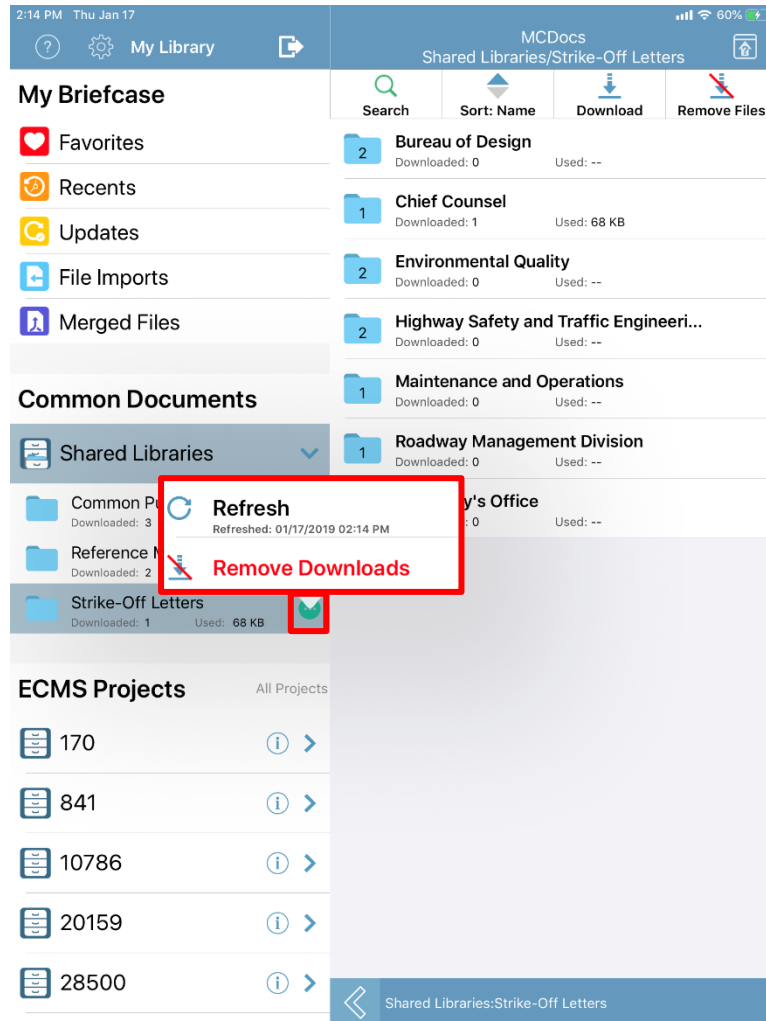 2:14 PM Thu Jan 17
60%
My Library
MCDocs
Shared Libraries/Strike-Off Letters
My Briefcase
Favorites
Recents
Updates
File Imports
Merged Files
Common Documents
Shared Libraries
Common Pu
Downloaded: 3
Reference M
Downloaded: 2
Strike-Off Letters
Downloaded: 1 Used: 68 KB
Refresh
Refreshed: 01/17/2019 02:14 PM
Remove Downloads
ECMS Projects All Projects
170
841
10786
20159
28500
Search Sort: Name Download Remove Files
2 Bureau of Design
Downloaded: 0 Used: --
1 Chief Counsel
Downloaded: 1 Used: 68 KB
2 Environmental Quality
Downloaded: 0 Used: --
2 Highway Safety and Traffic Engineeri...
Downloaded: 0 Used: --
1 Maintenance and Operations
Downloaded: 0 Used: --
1 Roadway Management Division
Downloaded: 0 Used: --
y's Office
: 0 Used: --
Shared Libraries:Strike-Off Letters